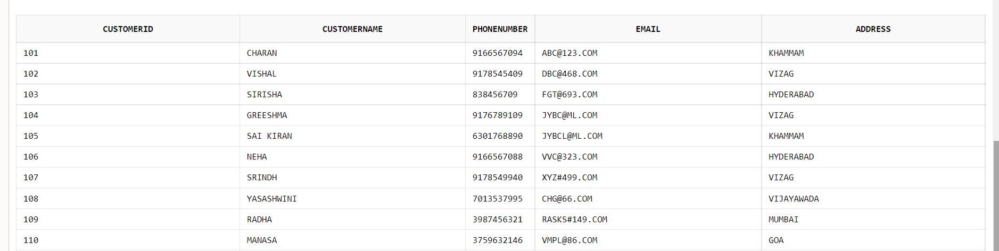 CUSTOMERID CUSTOMERNAME PHONENUMBER EMAIL ADDRESS
101 CHARAN 9166567094 ABC@123.COM KHAMMAM
102 VISHAL 9178545409 DBC@468.COM VIZAG
103 SIRISHA 838456709 FGT@693.COM HYDERABAD
104 GREESHMA 9176789109 JYBC@ML.COM VIZAG
105 SAI KIRAN 6301768890 JYBCL@ML.COM KHAMMAM
106 NEHA 9166567088 VVC@323.COM HYDERABAD
107 SRINDH 9178549940 XYZ#499.COM VIZAG
108 YASASHWINI 7013537995 CHG@66.COM VIJAYAWADA
109 RADHA 3987456321 RASKS#149.COM MUMBAI
110 MANASA 3759632146 VMPL@86.COM GOA